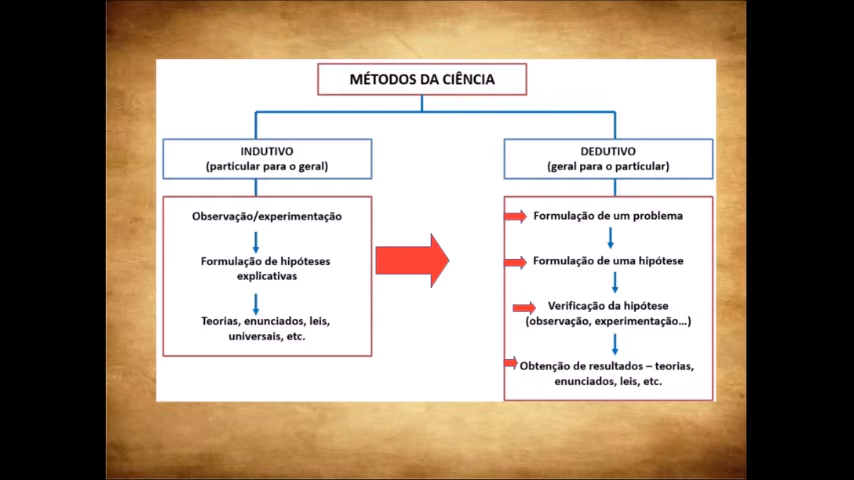 MÉTODOS DA CIÊNCIA
INDUTIVO
(particular para o geral)
Observação/experimentação
Formulação de hipóteses
explicativas
Teorias, enunciados, leis,
universais, etc.
DEDUTIVO
(geral para o particular)
Formulação de um problema
Formulação de uma hipótese
Verificação da hipótese
(observação, experimentação...)
Obtenção de resultados – teorias,
enunciados, leis, etc.